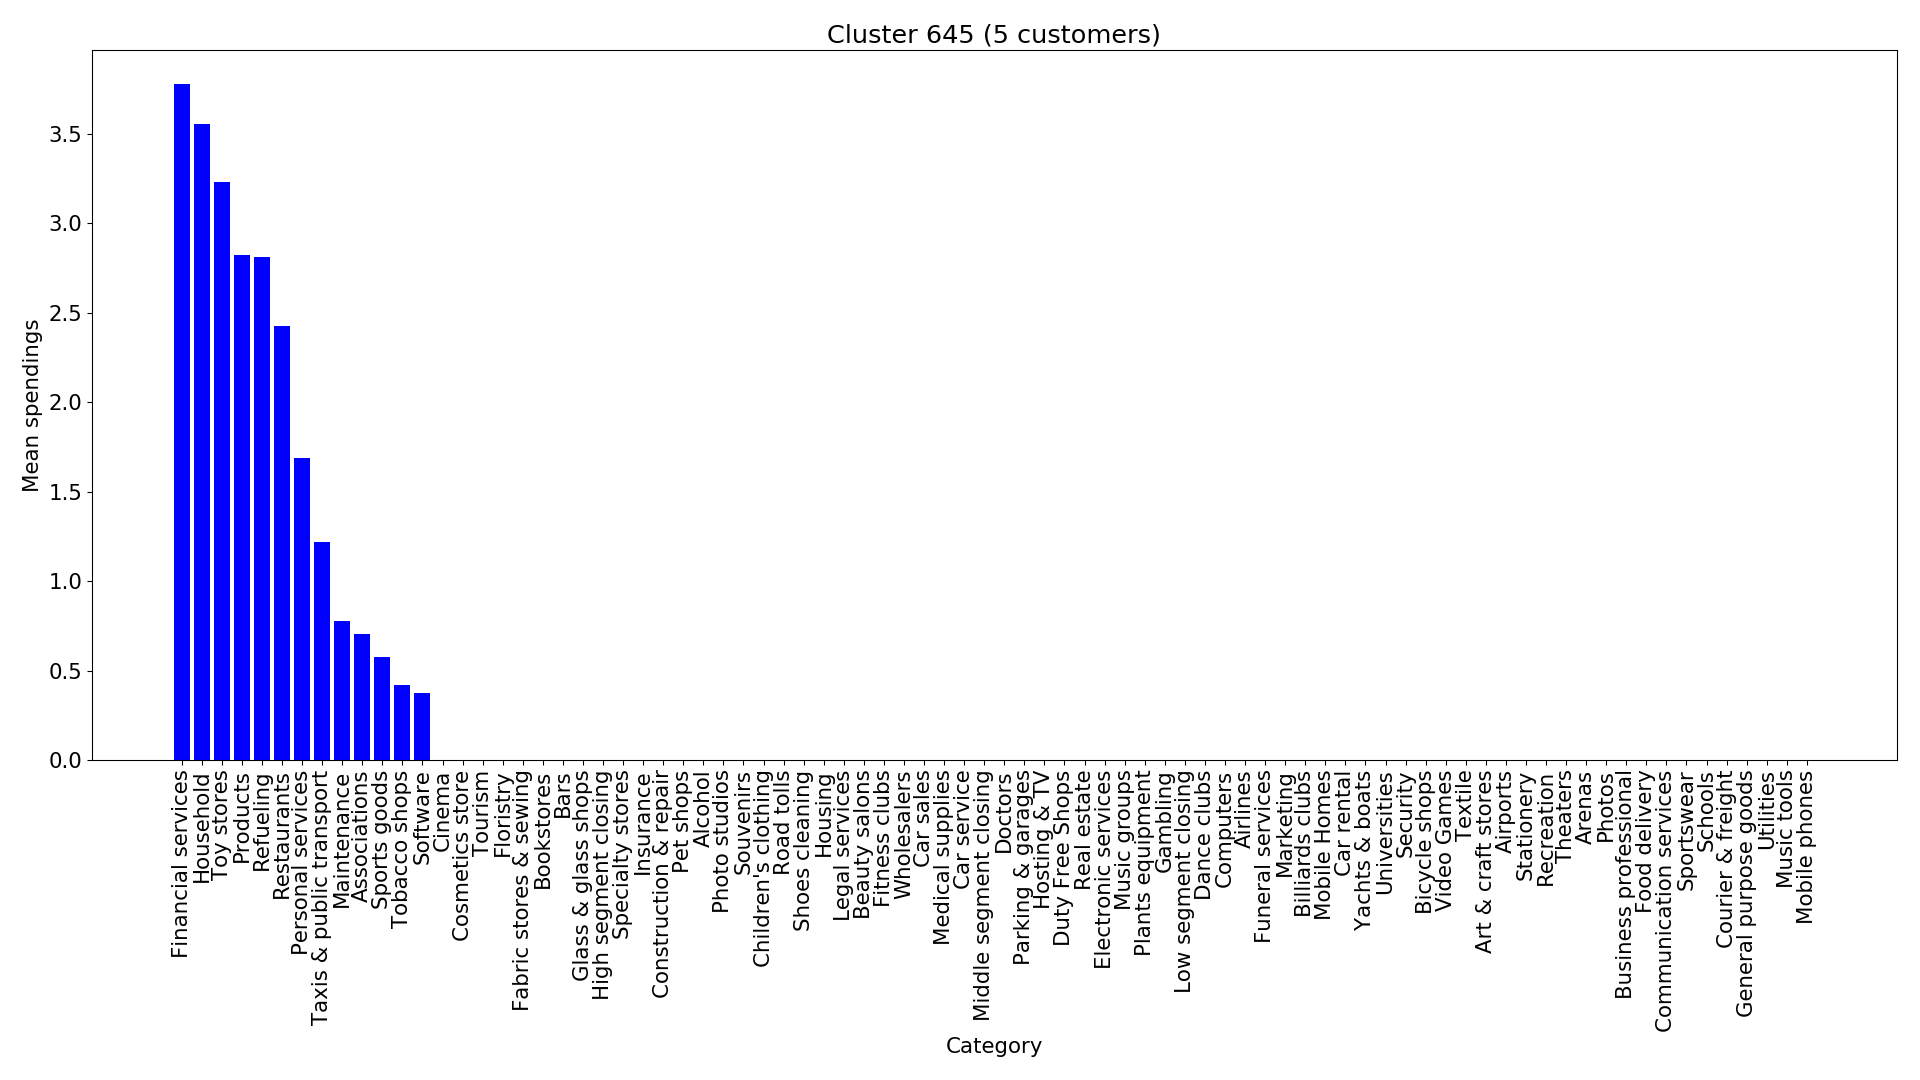 Cluster 645 (5 customers)
Mean spendings
3.5
3.0
2.5
2.0
1.5
1.0
0.5
0.0
Financial services
Household
Toy stores
Products
Refueling
Restaurants
Personal services
Taxis & public transport
Maintenance
Associations
Sports goods
Tobacco shops
Software
Cinema
Cosmetics store
Tourism
Floristry
Fabric stores & sewing
Bookstores
Bars
Glass & glass shops
High segment closing
Specialty stores
Insurance
Construction & repair
Pet shops
Alcohol
Photo studios
Souvenirs
Children's clothing
Road tolls
Shoes cleaning
Housing
Legal services
Beauty salons
Fitness clubs
Wholesalers
Car sales
Medical supplies
Car service
Middle segment closing
Doctors
Parking & garages
Hosting & TV
Duty Free Shops
Real estate
Electronic services
Music groups
Plants equipment
Gambling
Low segment closing
Dance clubs
Computers
Airlines
Funeral services
Marketing
Billiards clubs
Mobile Homes
Car rental
Yachts & boats
Universities
Security
Bicycle shops
Video Games
Textile
Art & craft stores
Airports
Stationery
Recreation
Theaters
Arenas
Photos
Business professional
Food delivery
Communication services
Sportswear
Schools
Courier & freight
General purpose goods
Utilities
Music tools
Mobile phones
Category